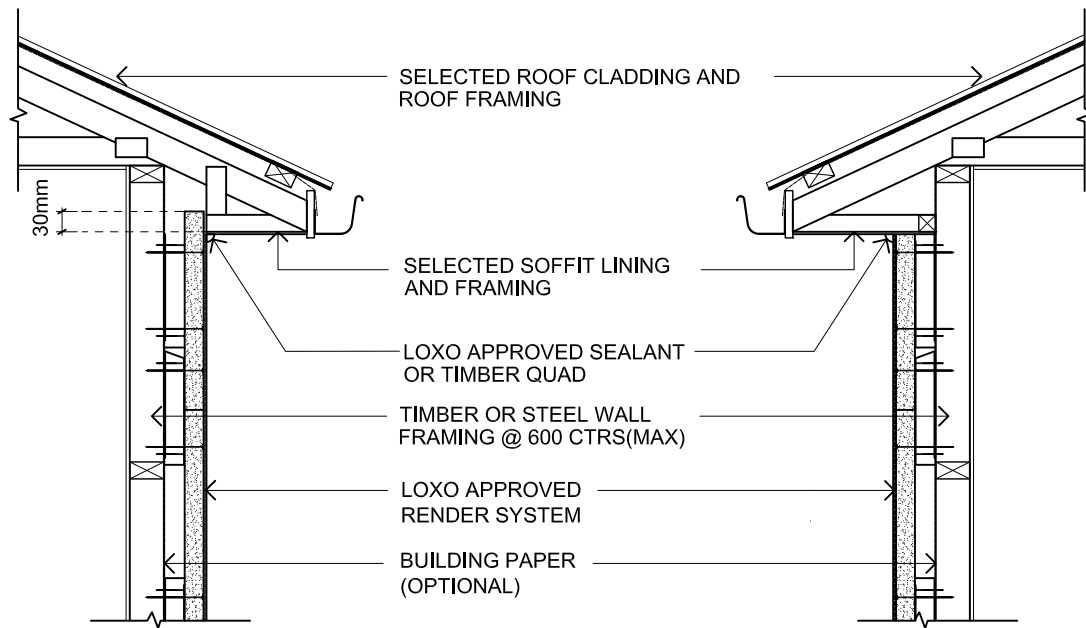 SELECTED ROOF CLADDING AND
ROOF FRAMING
30mm
SELECTED SOFFIT LINING
AND FRAMING
LOXO APPROVED SEALANT
OR TIMBER QUAD
TIMBER OR STEEL WALL
FRAMING @ 600 CTRS(MAX)
LOXO APPROVED
RENDER SYSTEM
BUILDING PAPER
(OPTIONAL)